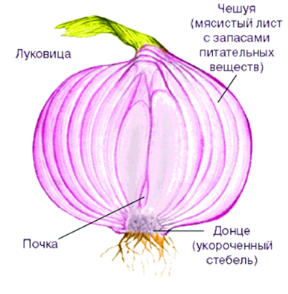 Чешуя
(мясистый лист
с запасами
питательных
веществ)
Луковица
Почка
Донце
(укороченный
стебель)